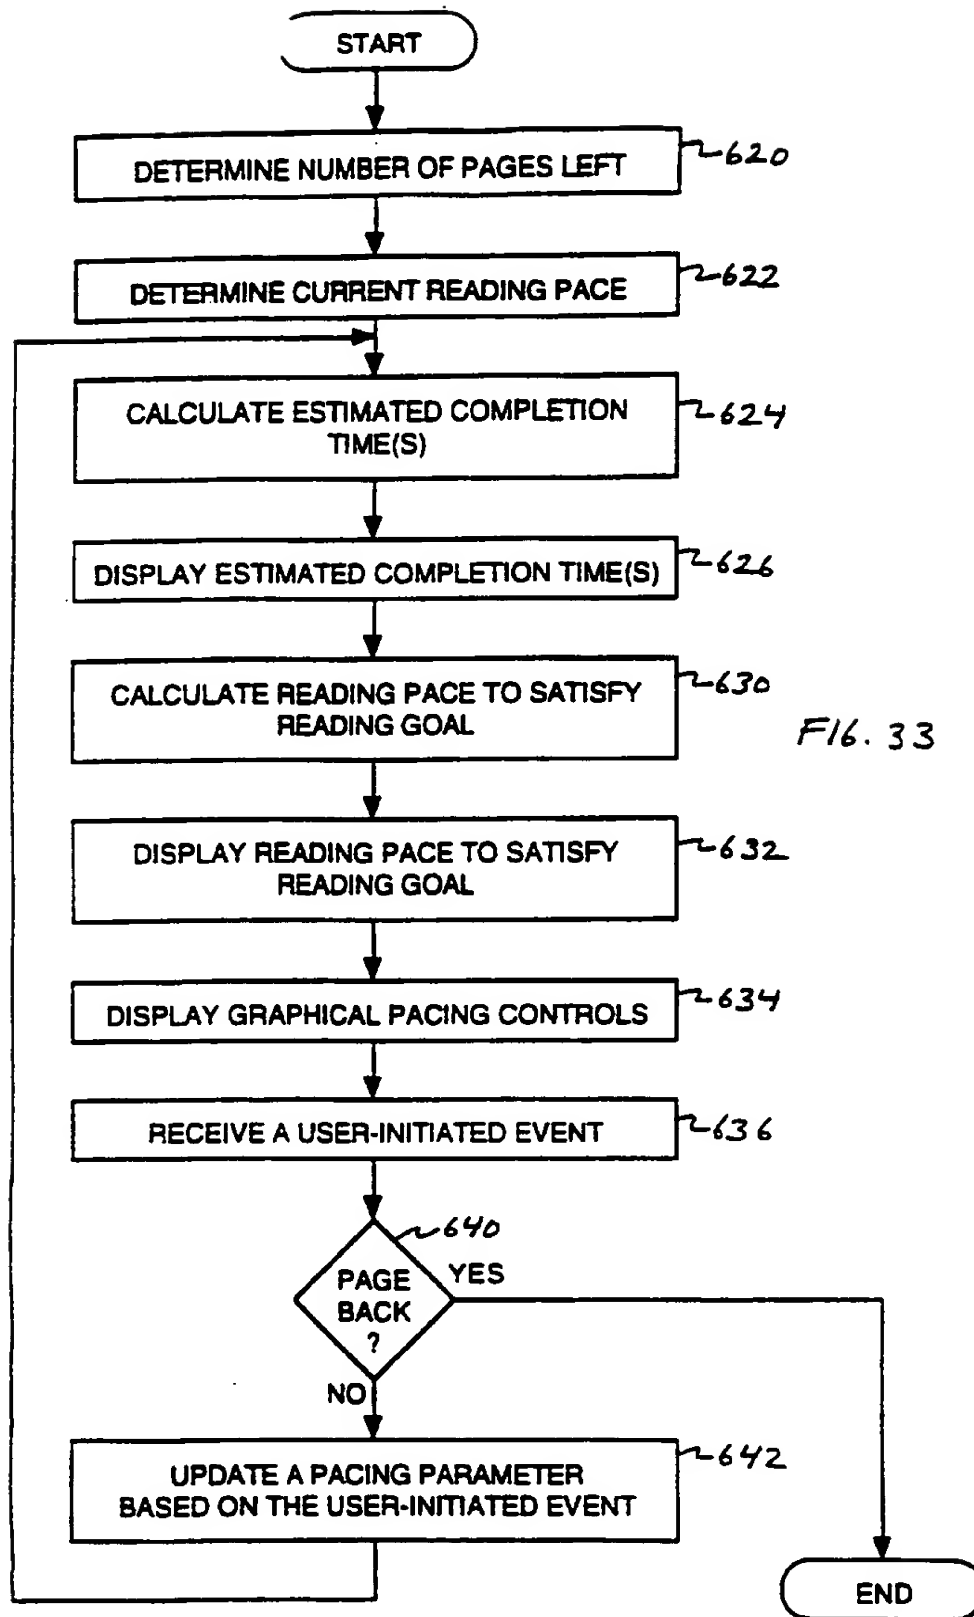 START
DETERMINE NUMBER OF PAGES LEFT
620
DETERMINE CURRENT READING PACE
622
CALCULATE ESTIMATED COMPLETION
TIME(S)
624
DISPLAY ESTIMATED COMPLETION TIME(S)
626
CALCULATE READING PACE TO SATISFY
READING GOAL
630
FIG. 33
DISPLAY READING PACE TO SATISFY
READING GOAL
632
DISPLAY GRAPHICAL PACING CONTROLS
634
RECEIVE A USER-INITIATED EVENT
636
640
PAGE
BACK
?
YES
NO
UPDATE A PACING PARAMETER
BASED ON THE USER-INITIATED EVENT
642
END